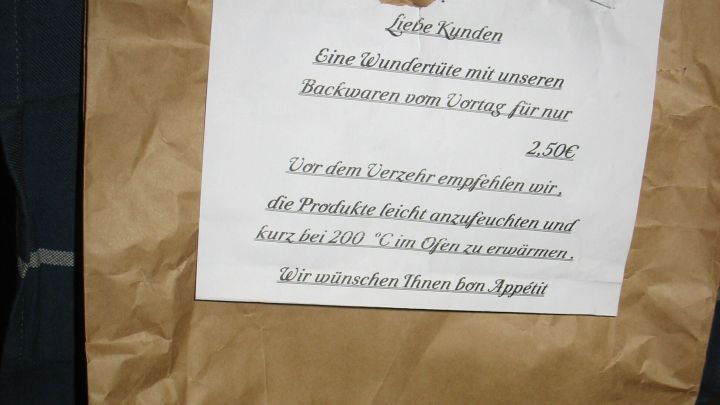 Liebe Kunden
Eine Wundertüte mit unseren
Backwaren vom Vortag für nur
2,50€
Vor dem Verzehr empfehlen wir,
die Produkte leicht anzufeuchten und
kurz bei 200 °C im Ofen zu erwärmen.
Wir wünschen Ihnen bon Appétit